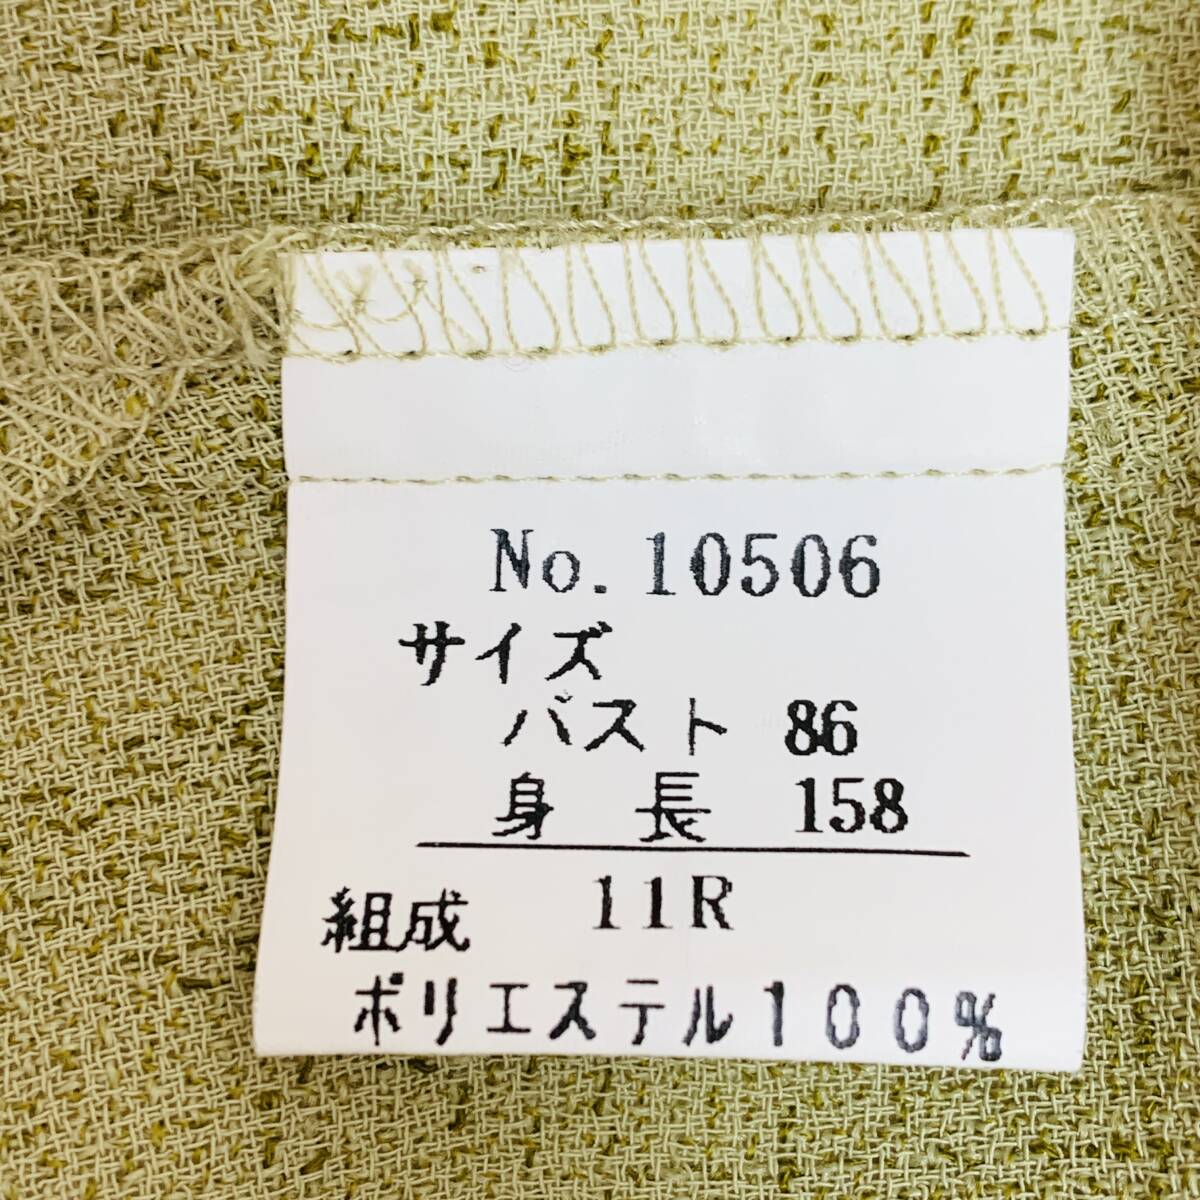 No.10506
サイズ
バスト 86
身 長 158
11R
組成
ポリエステル100%